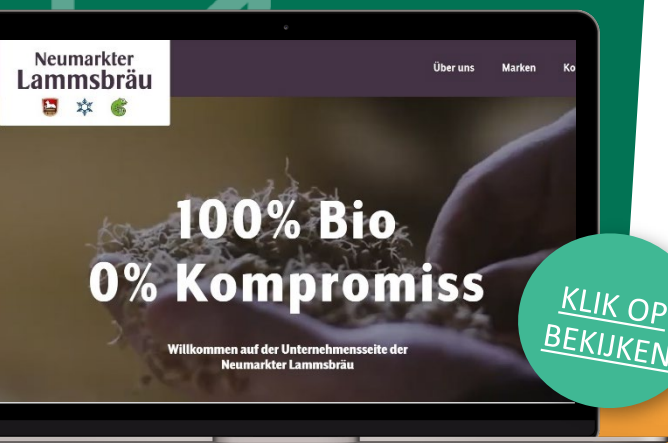 Neumarkter
Lammsbräu
Über uns Marken Ko
100% Bio
0% Kompromiss
Willkommen auf der Unternehmensseite der
Neumarkter Lammsbräu
KLIK OP
BEKIJKEN